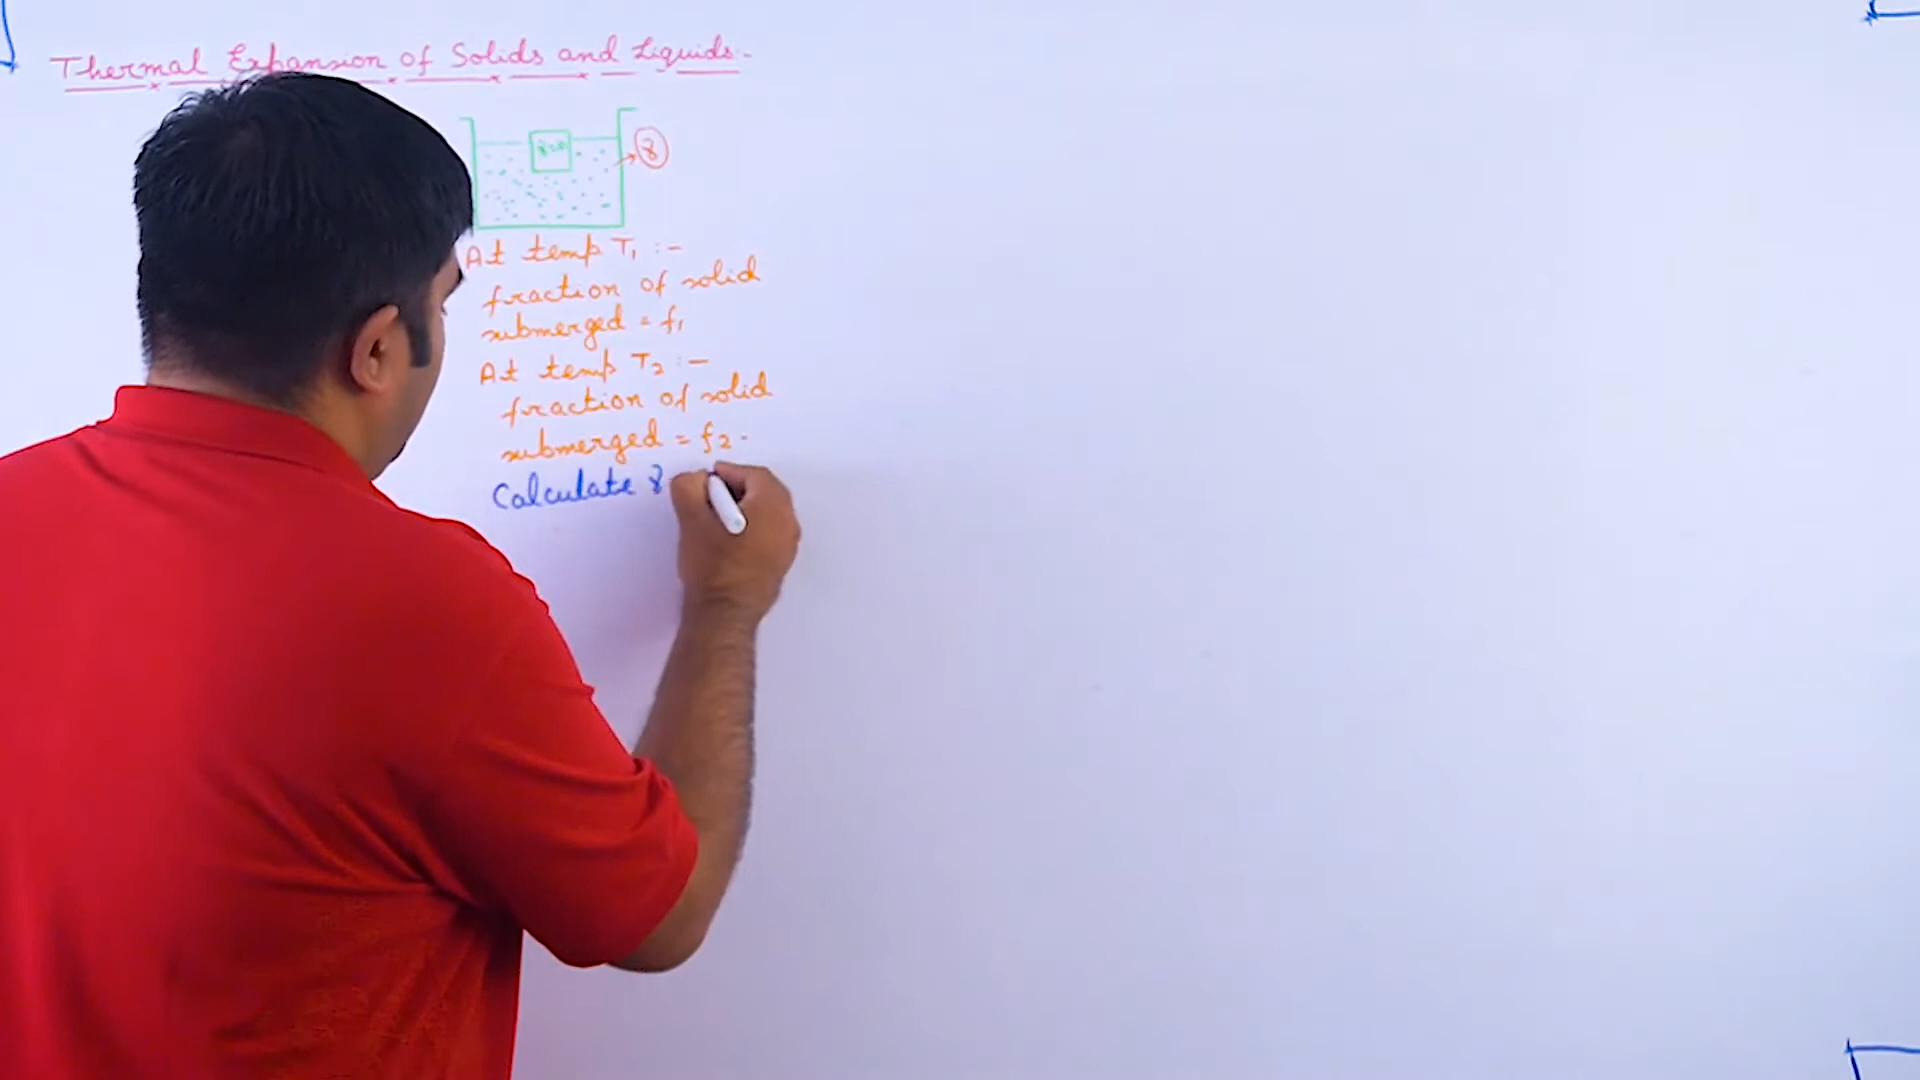 Thermal Expansion of Solids and Liquids.
γ
At temp T₁ :-
fraction of solid
submerged = f₁
At temp T₂ :-
fraction of solid
submerged = f₂.
Calculate γ